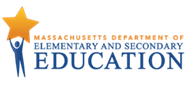 MASSACHUSETTS DEPARTMENT OF
ELEMENTARY AND SECONDARY
EDUCATION